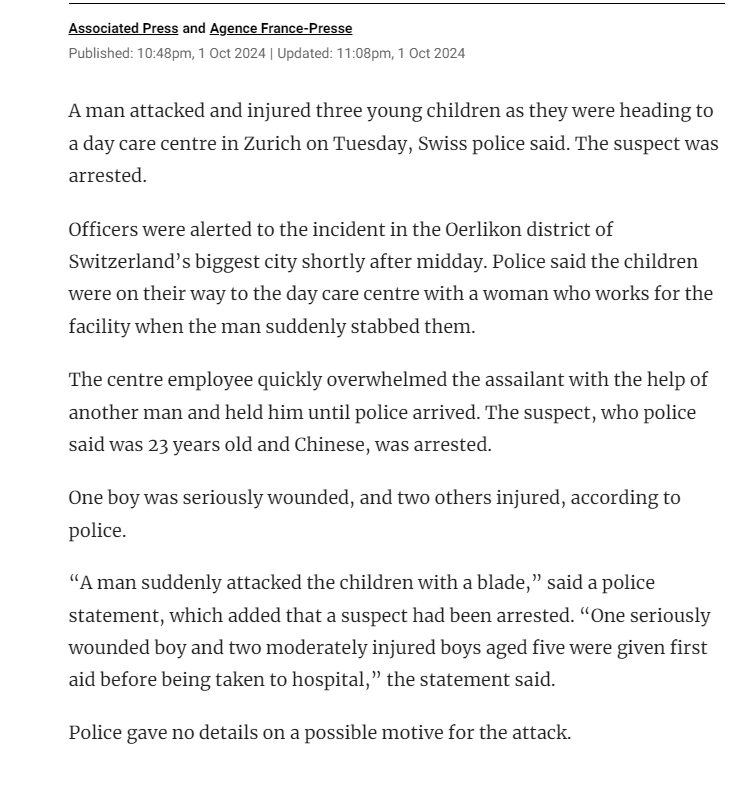 Associated Press and Agence France-Presse
Published: 10:48pm, 1 Oct 2024 | Updated: 11:08pm, 1 Oct 2024
A man attacked and injured three young children as they were heading to
a day care centre in Zurich on Tuesday, Swiss police said. The suspect was
arrested.
Officers were alerted to the incident in the Oerlikon district of
Switzerland’s biggest city shortly after midday. Police said the children
were on their way to the day care centre with a woman who works for the
facility when the man suddenly stabbed them.
The centre employee quickly overwhelmed the assailant with the help of
another man and held him until police arrived. The suspect, who police
said was 23 years old and Chinese, was arrested.
One boy was seriously wounded, and two others injured, according to
police.
“A man suddenly attacked the children with a blade,” said a police
statement, which added that a suspect had been arrested. “One seriously
wounded boy and two moderately injured boys aged five were given first
aid before being taken to hospital,” the statement said.
Police gave no details on a possible motive for the attack.